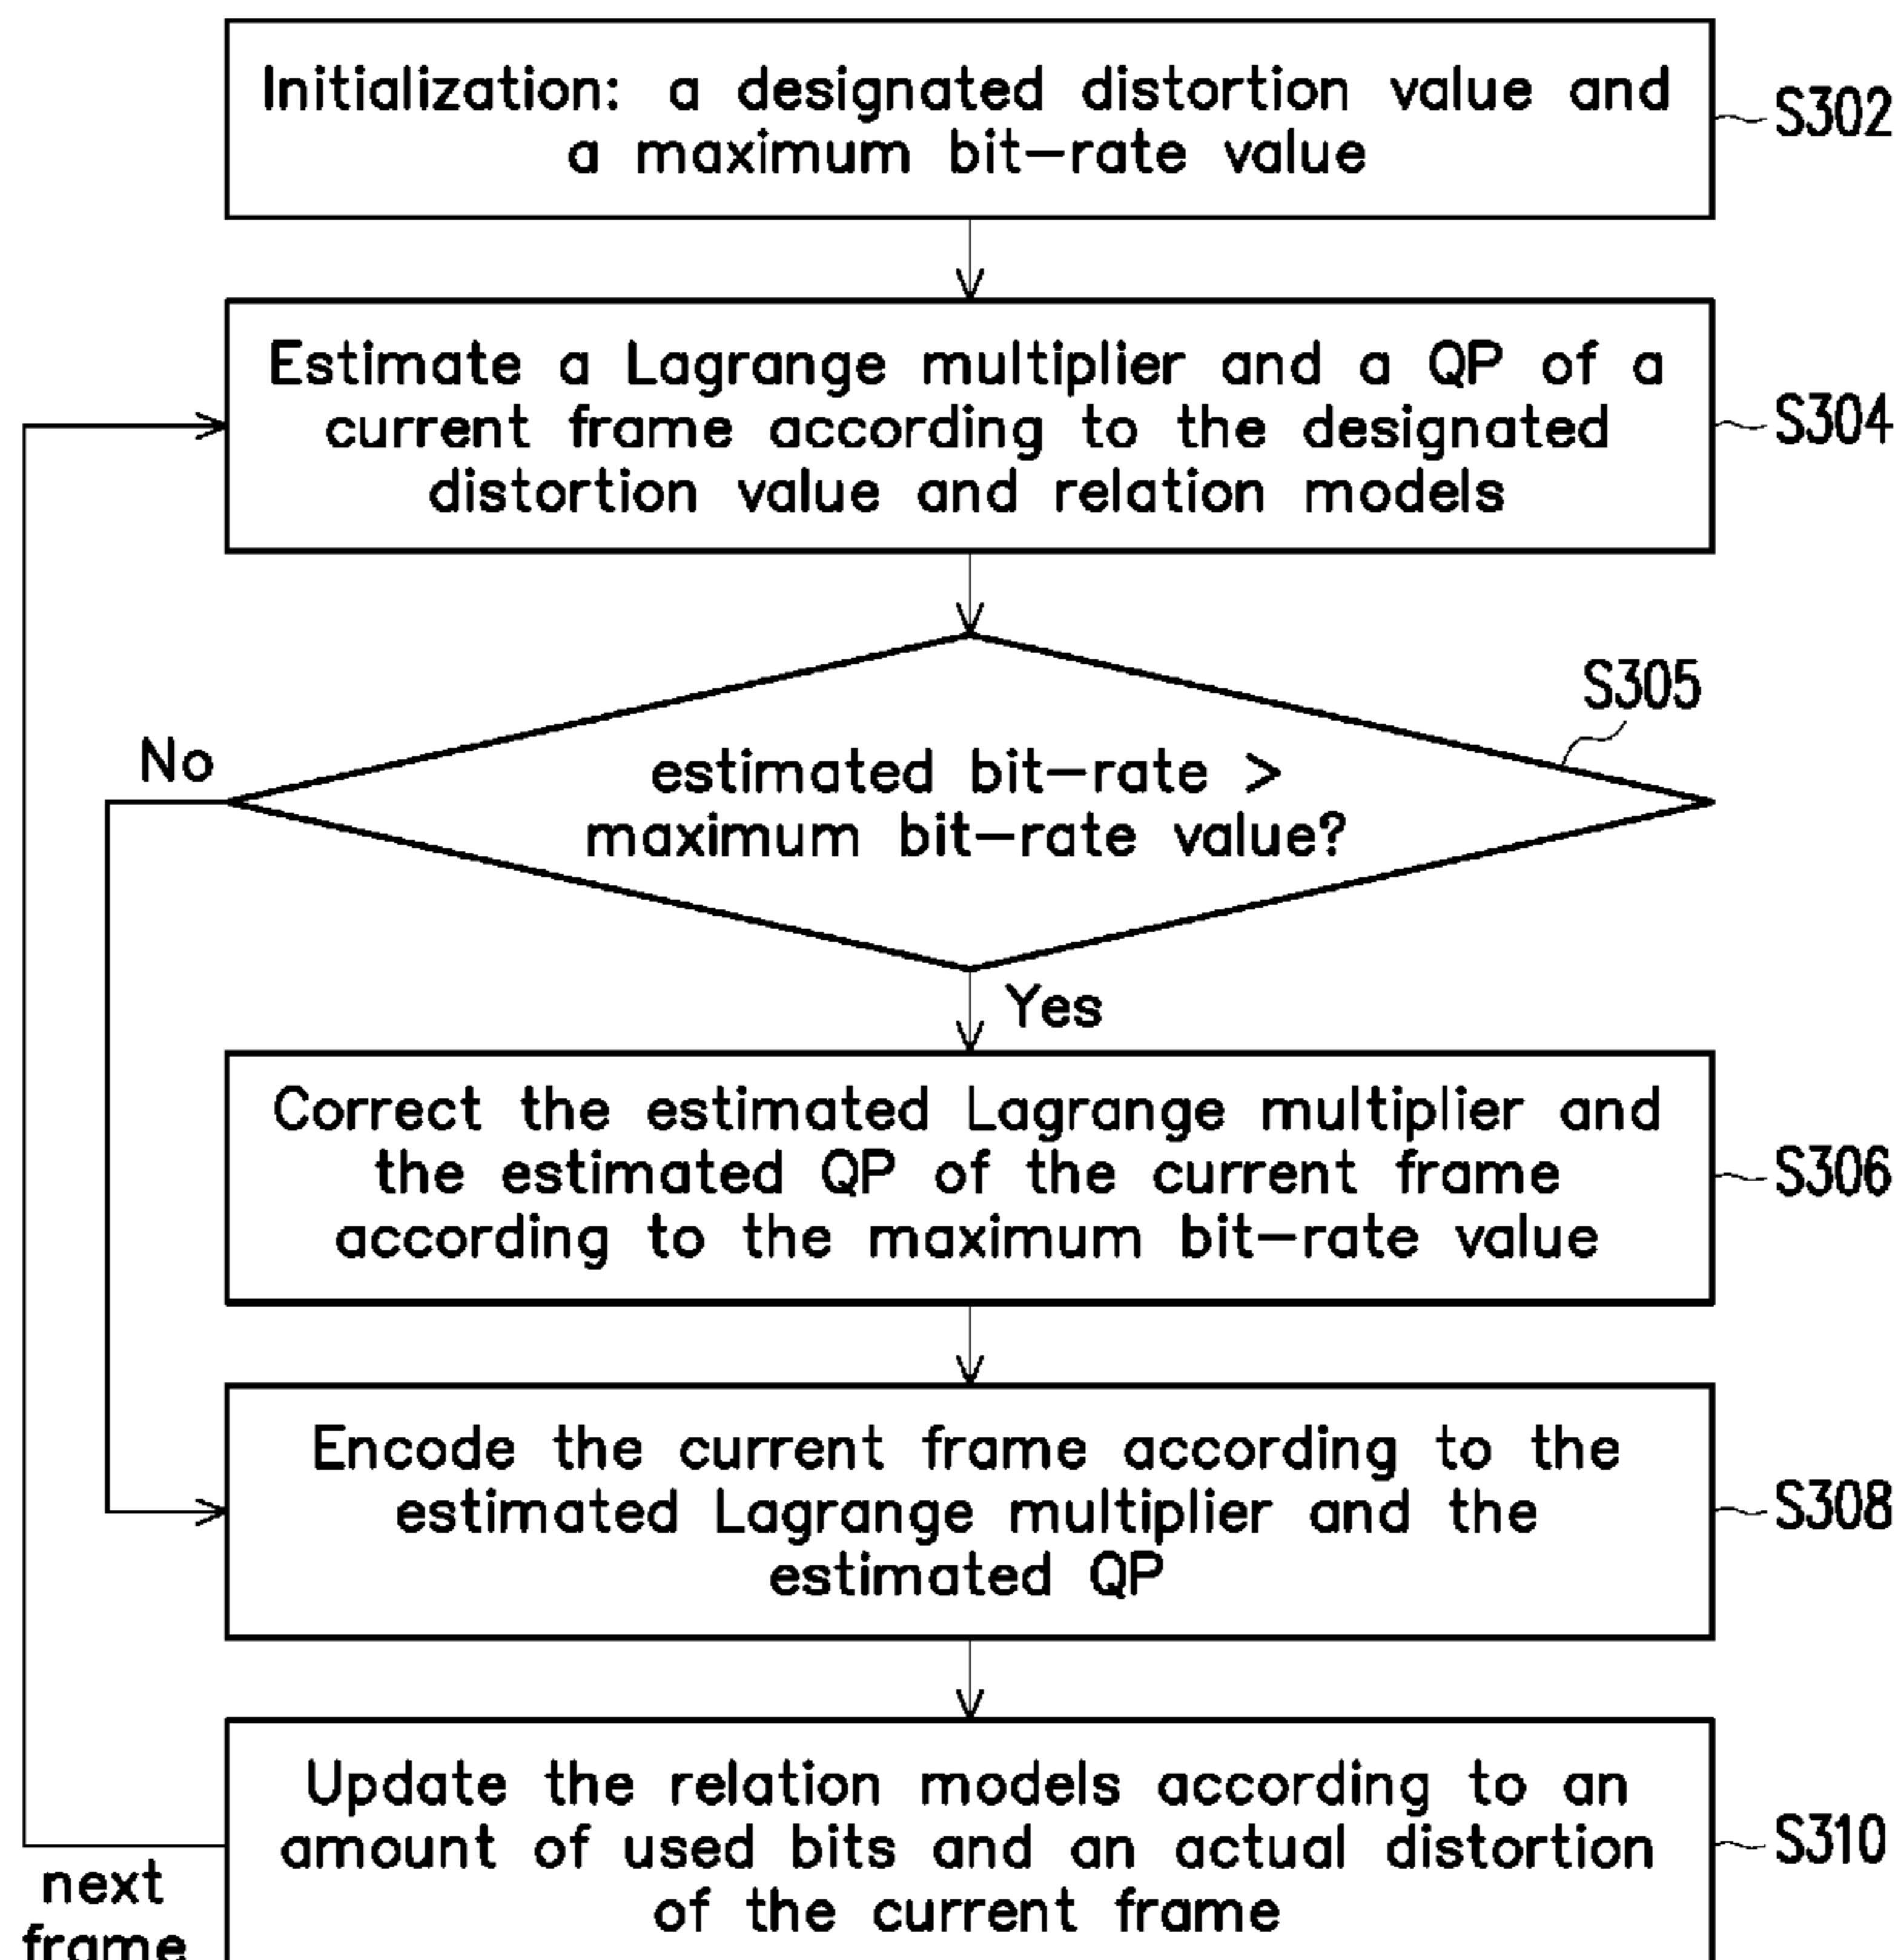 Initialization: a designated distortion value and
a maximum bit-rate value
S302
Estimate a Lagrange multiplier and a QP of a
current frame according to the designated
distortion value and relation models
S304
S305
No
estimated bit-rate >
maximum bit-rate value?
Yes
Correct the estimated Lagrange multiplier and
the estimated QP of the current frame
according to the maximum bit-rate value
S306
Encode the current frame according to the
estimated Lagrange multiplier and the
estimated QP
S308
Update the relation models according to an
amount of used bits and an actual distortion
of the current frame
S310
next
frame